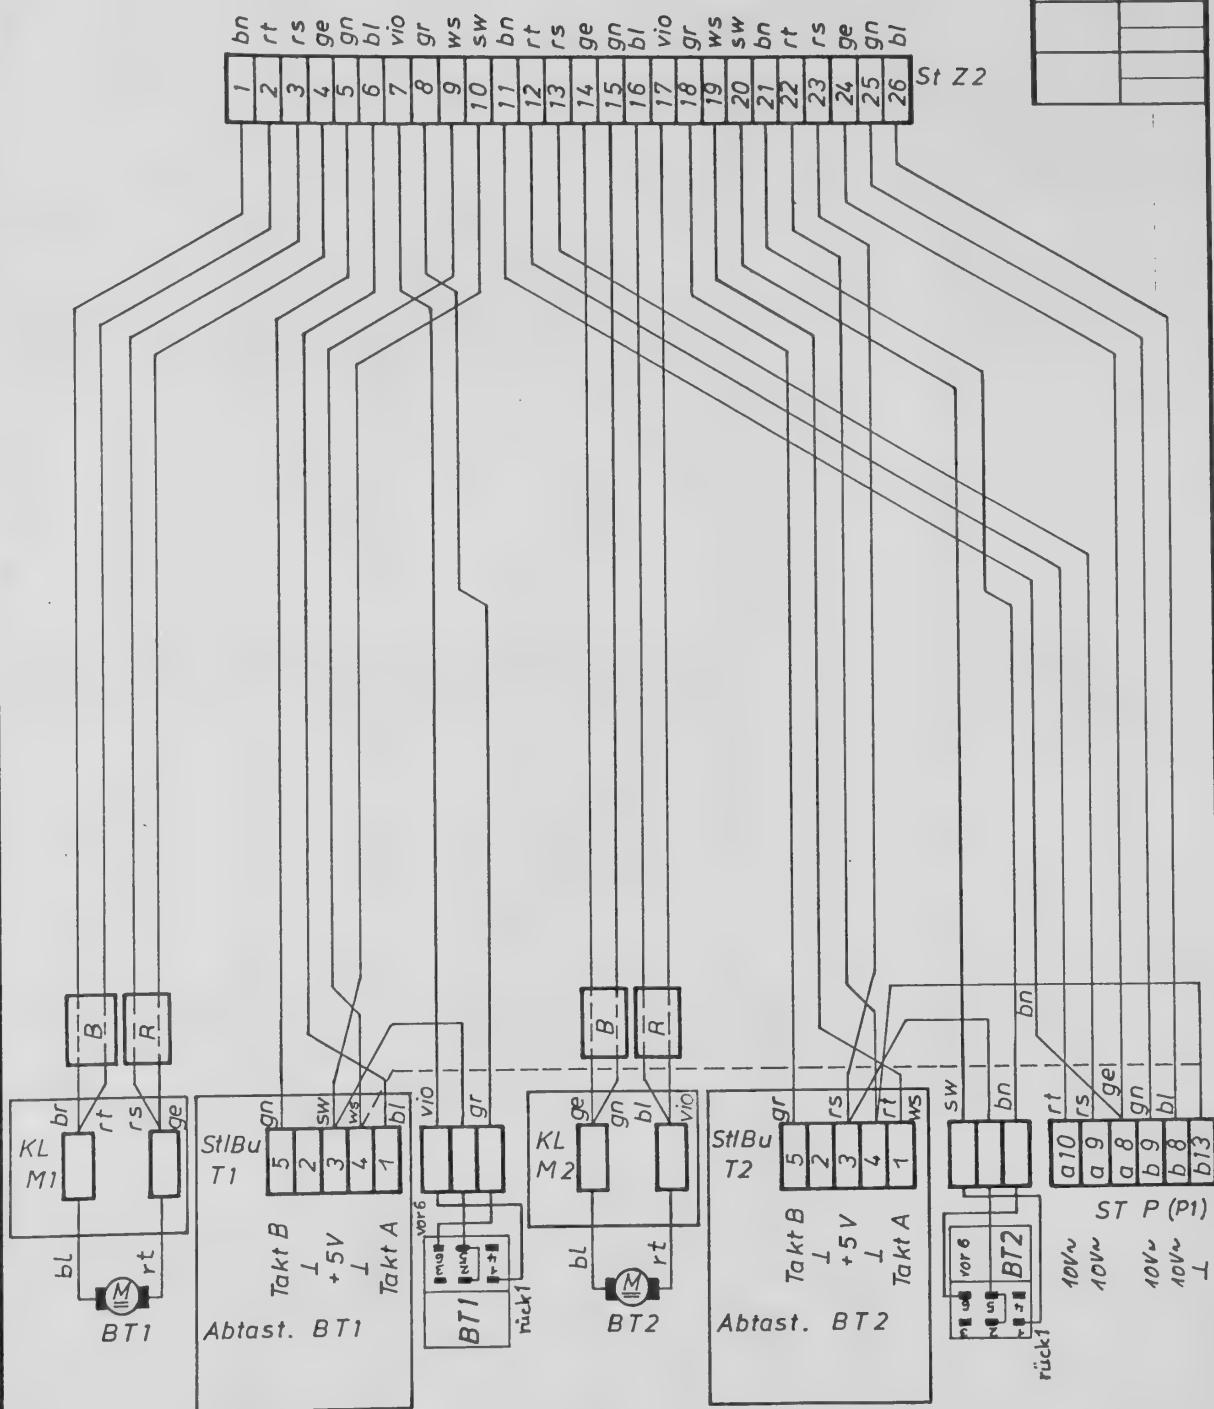 bn rt rs ge gn bl vio gr ws sw bn rt rs ge gn bl vio gr ws sw bn rt rs ge gn bl
1 2 3 4 5 6 7 8 9 10 11 12 13 14 15 16 17 18 19 20 21 22 23 24 25 26
St Z2
B R
B R
bn
br rt rs ge
KL
M1
bl rt
M
BT1
gn sw ws bl
StlBu
T1
5 2 3 4 1
Takt B
⊥
+5V
⊥
Takt A
Abtast. BT1
vio gr
vor6
BT1
rück1
ge gn bl vio
KL
M2
bl rt
M
BT2
gr rs rt ws
StlBu
T2
5 2 3 4 1
Takt B
⊥
+5V
⊥
Takt A
Abtast. BT2
sw bn
vor6
BT2
rück1
rt rs ge gn bl
a10 a9 a8 b9 b8 b13
ST P (P1)
10V~
10V~
10V~
10V~
⊥